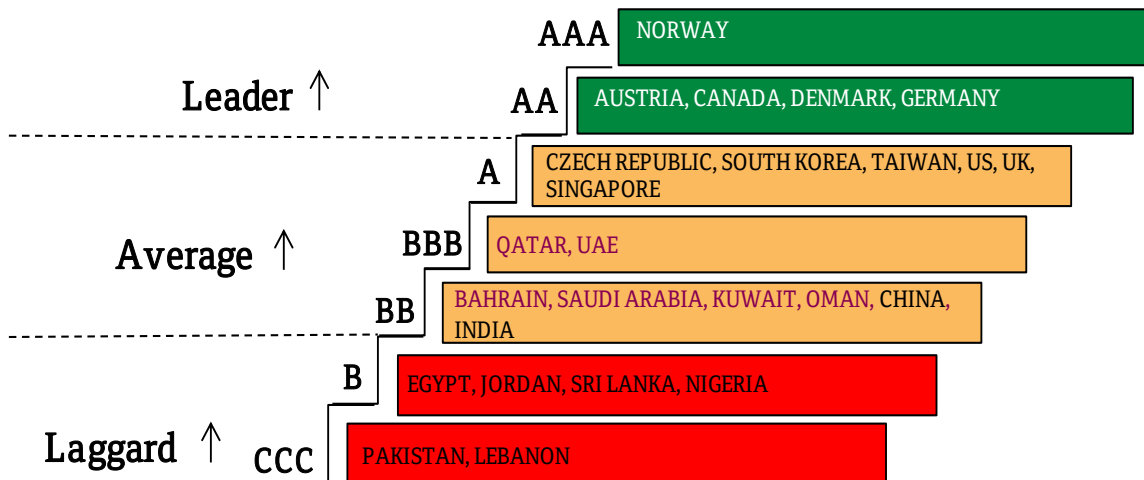 AAA
NORWAY
Leader ↑
AA
AUSTRIA, CANADA, DENMARK, GERMANY
A
CZECH REPUBLIC, SOUTH KOREA, TAIWAN, US, UK,
SINGAPORE
Average ↑
BBB
QATAR, UAE
BB
BAHRAIN, SAUDI ARABIA, KUWAIT, OMAN, CHINA,
INDIA
B
EGYPT, JORDAN, SRI LANKA, NIGERIA
Laggard ↑
CCC
PAKISTAN, LEBANON